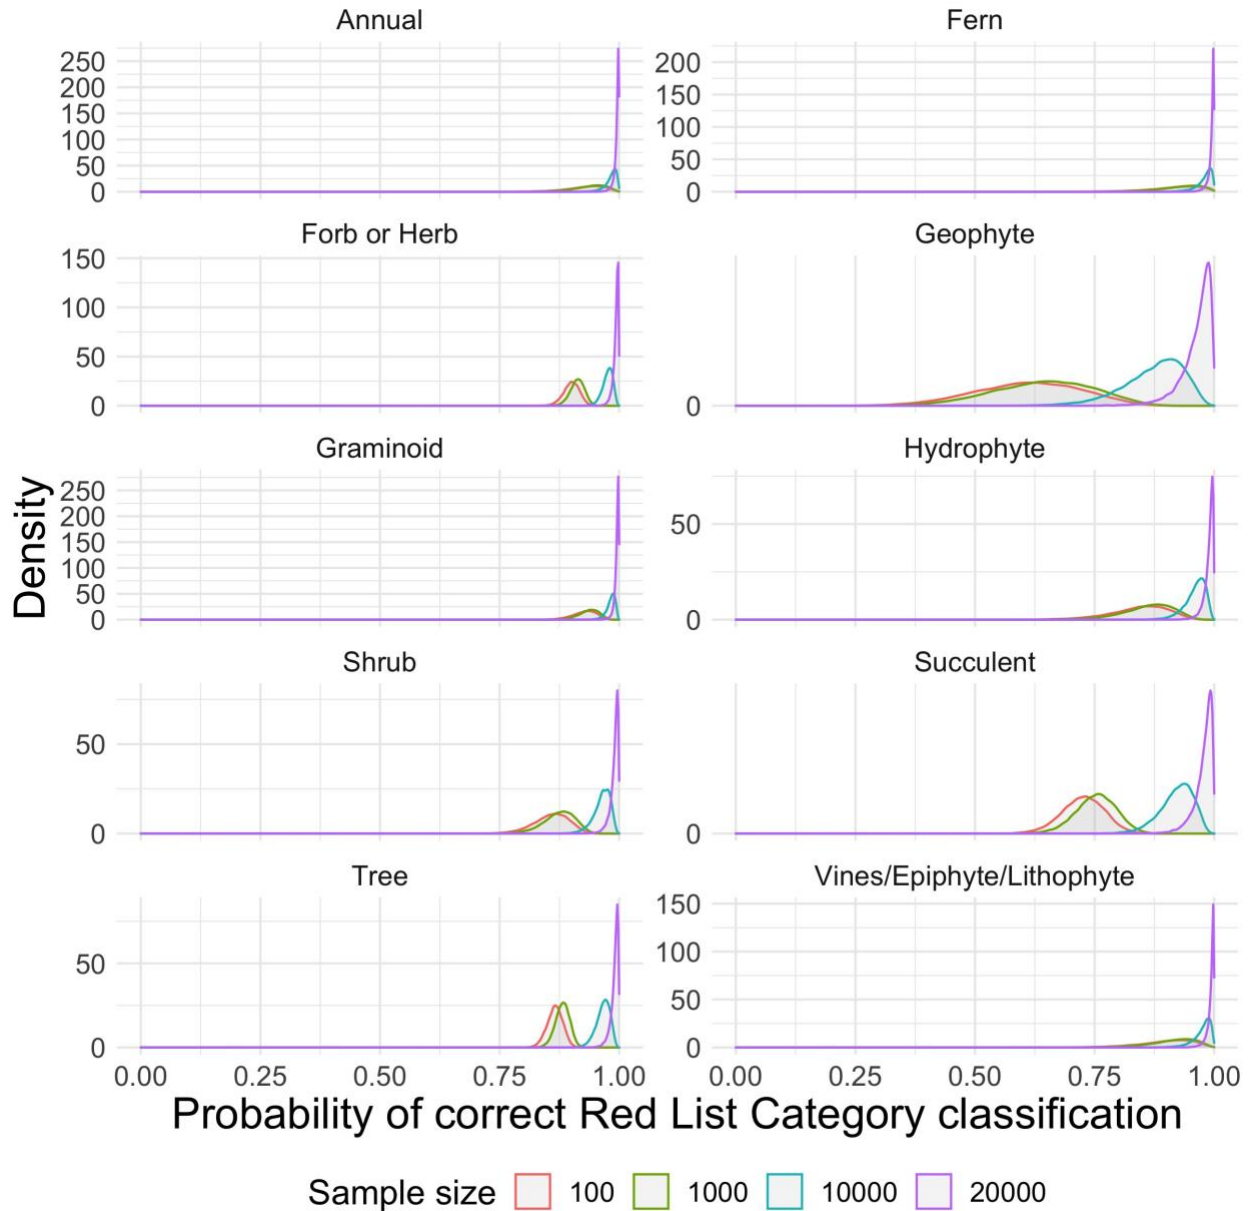 Annual
Fern
250
200
150
100
50
0
200
150
100
50
0
Forb or Herb
Geophyte
150
100
50
0
0
Graminoid
Hydrophyte
250
200
150
100
50
0
50
0
Shrub
Succulent
50
0
0
Tree
Vines/Epiphyte/Lithophyte
50
0
150
100
50
0
Density
0.00 0.25 0.50 0.75 1.00 0.00 0.25 0.50 0.75 1.00
Probability of correct Red List Category classification
Sample size 100 1000 10000 20000